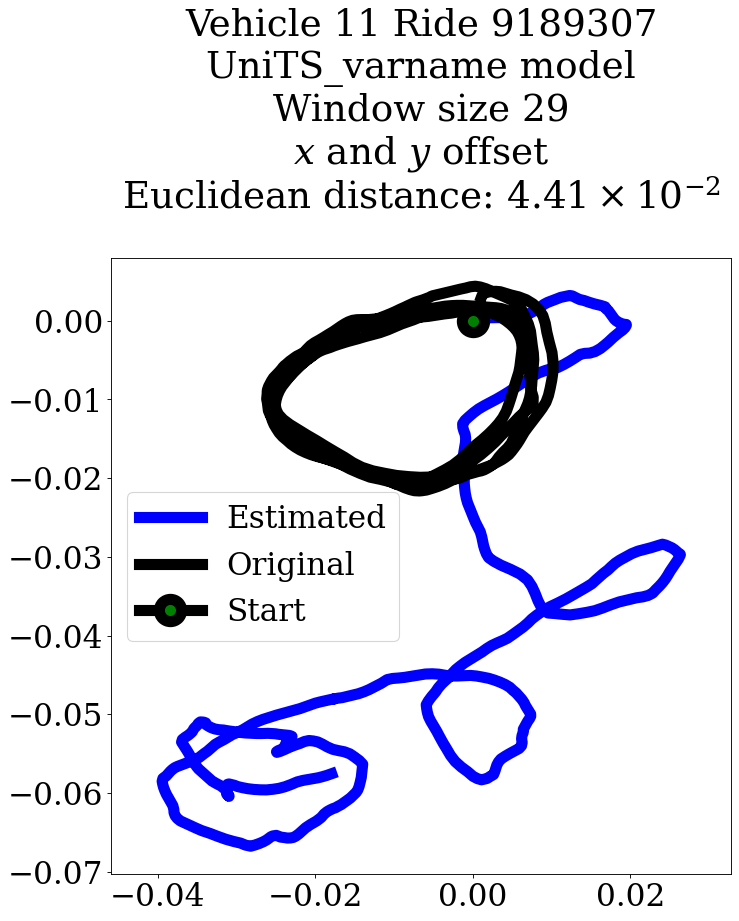 Vehicle 11 Ride 9189307
UniTS_varname model
Window size 29
x and y offset
Euclidean distance: 4.41 × 10⁻²
0.00
−0.01
−0.02
−0.03
−0.04
−0.05
−0.06
−0.07
Estimated
Original
Start
−0.04 −0.02 0.00 0.02